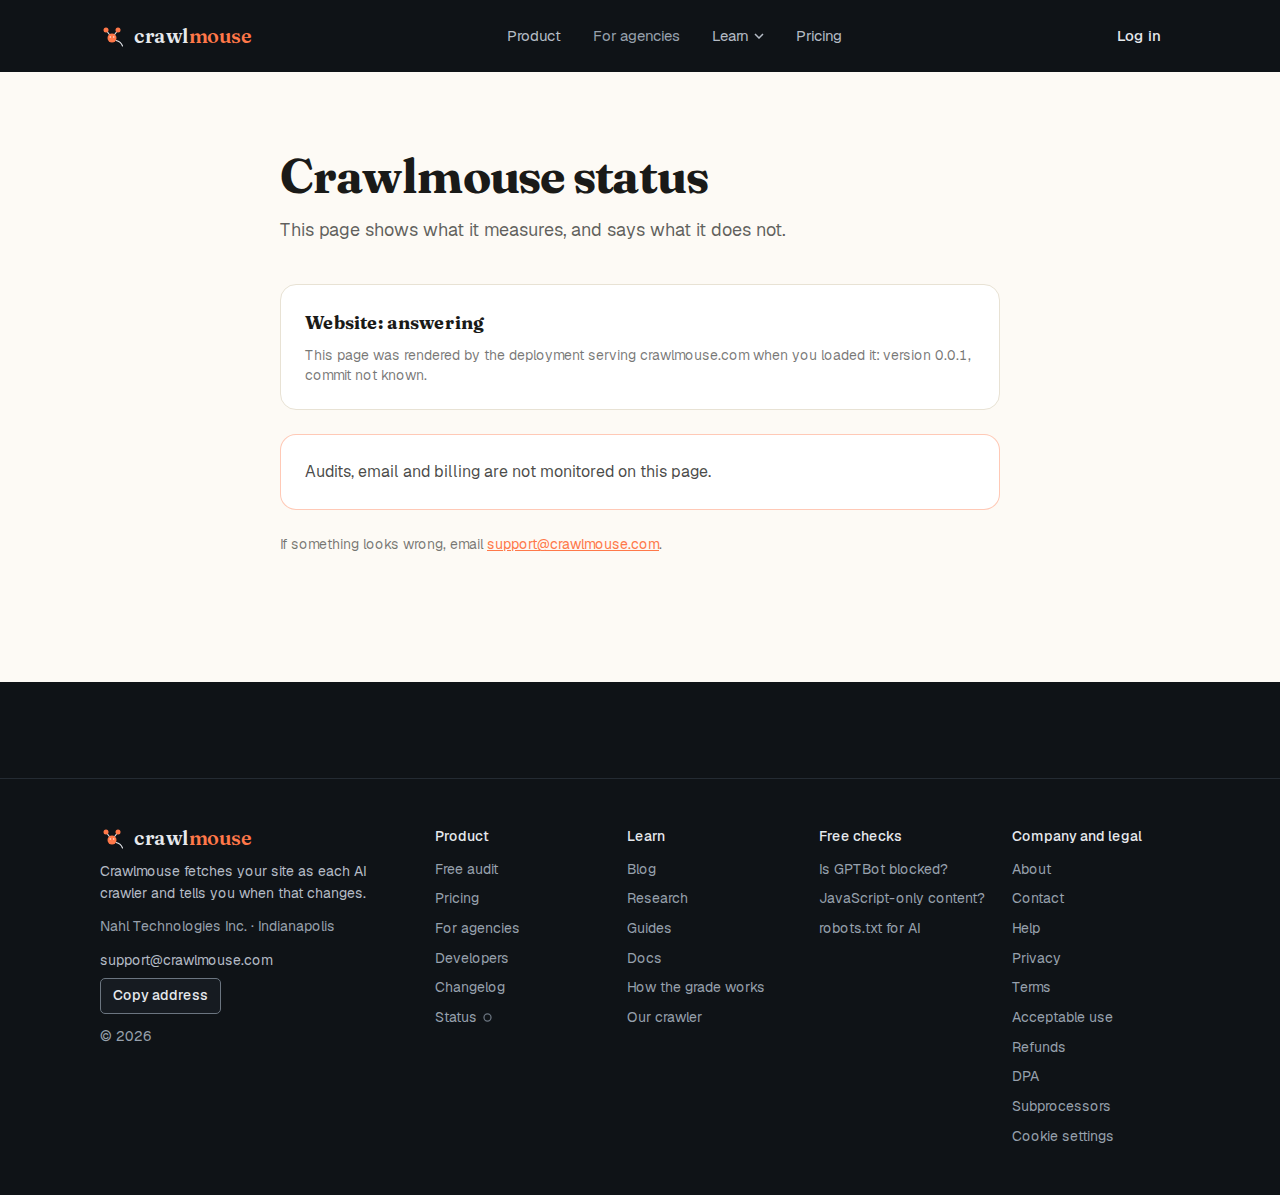 crawlmouse
Product
For agencies
Learn
Pricing
Log in
Crawlmouse status
This page shows what it measures, and says what it does not.
Website: answering
This page was rendered by the deployment serving crawlmouse.com when you loaded it: version 0.0.1,
commit not known.
Audits, email and billing are not monitored on this page.
If something looks wrong, email support@crawlmouse.com.
crawlmouse
Crawlmouse fetches your site as each AI
crawler and tells you when that changes.
Nahl Technologies Inc. · Indianapolis
support@crawlmouse.com
Copy address
© 2026
Product
Free audit
Pricing
For agencies
Developers
Changelog
Status
Learn
Blog
Research
Guides
Docs
How the grade works
Our crawler
Free checks
Is GPTBot blocked?
JavaScript-only content?
robots.txt for AI
Company and legal
About
Contact
Help
Privacy
Terms
Acceptable use
Refunds
DPA
Subprocessors
Cookie settings